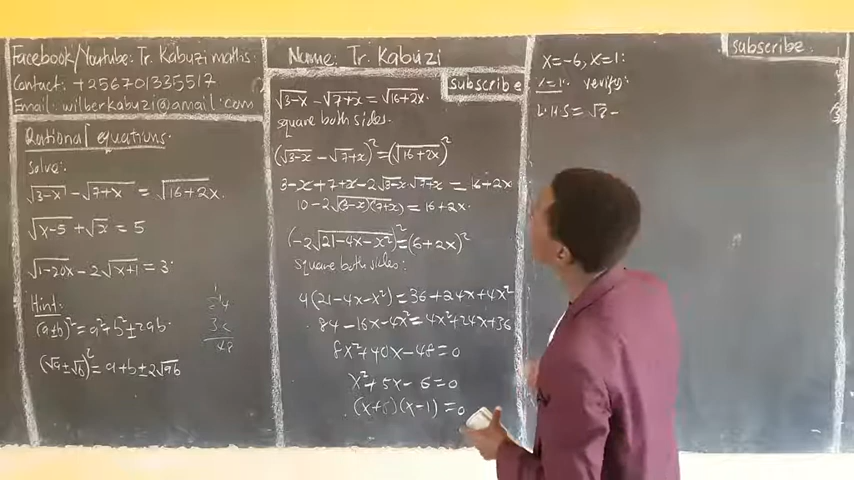 Facebook/Youtube: Tr. Kabuzi maths.
Contact: +256701335517
Email: wilberkabuzi@gmail.com
Rational equations.
Solve:
√3-x - √7+x = √16+2x.
√x-5 + √x = 5
√1-20x - 2√x+1 = 3.
Hint:
(a±b)² = a²+b²±2ab.
(√a±√b)² = a+b±2√ab
48
Name: Tr. Kabuzi
subscribe
√3-x - √7+x = √16+2x.
square both sides.
(√3-x - √7+x)² = (√16+2x)²
3-x+7+x-2√3-x.√7+x = 16+2x
10-2√(3-x)(7+x) = 16+2x.
(-2√21-4x-x²)² = (6+2x)²
square both sides:
4(21-4x-x²) = 36+24x+4x²
84-16x-4x² = 4x²+24x+36
8x²+40x-48=0
x²+5x-6=0
(x+6)(x-1)=0
X=-6, x=1.
x=1. verify:
L.H.S = √3-
subscribe